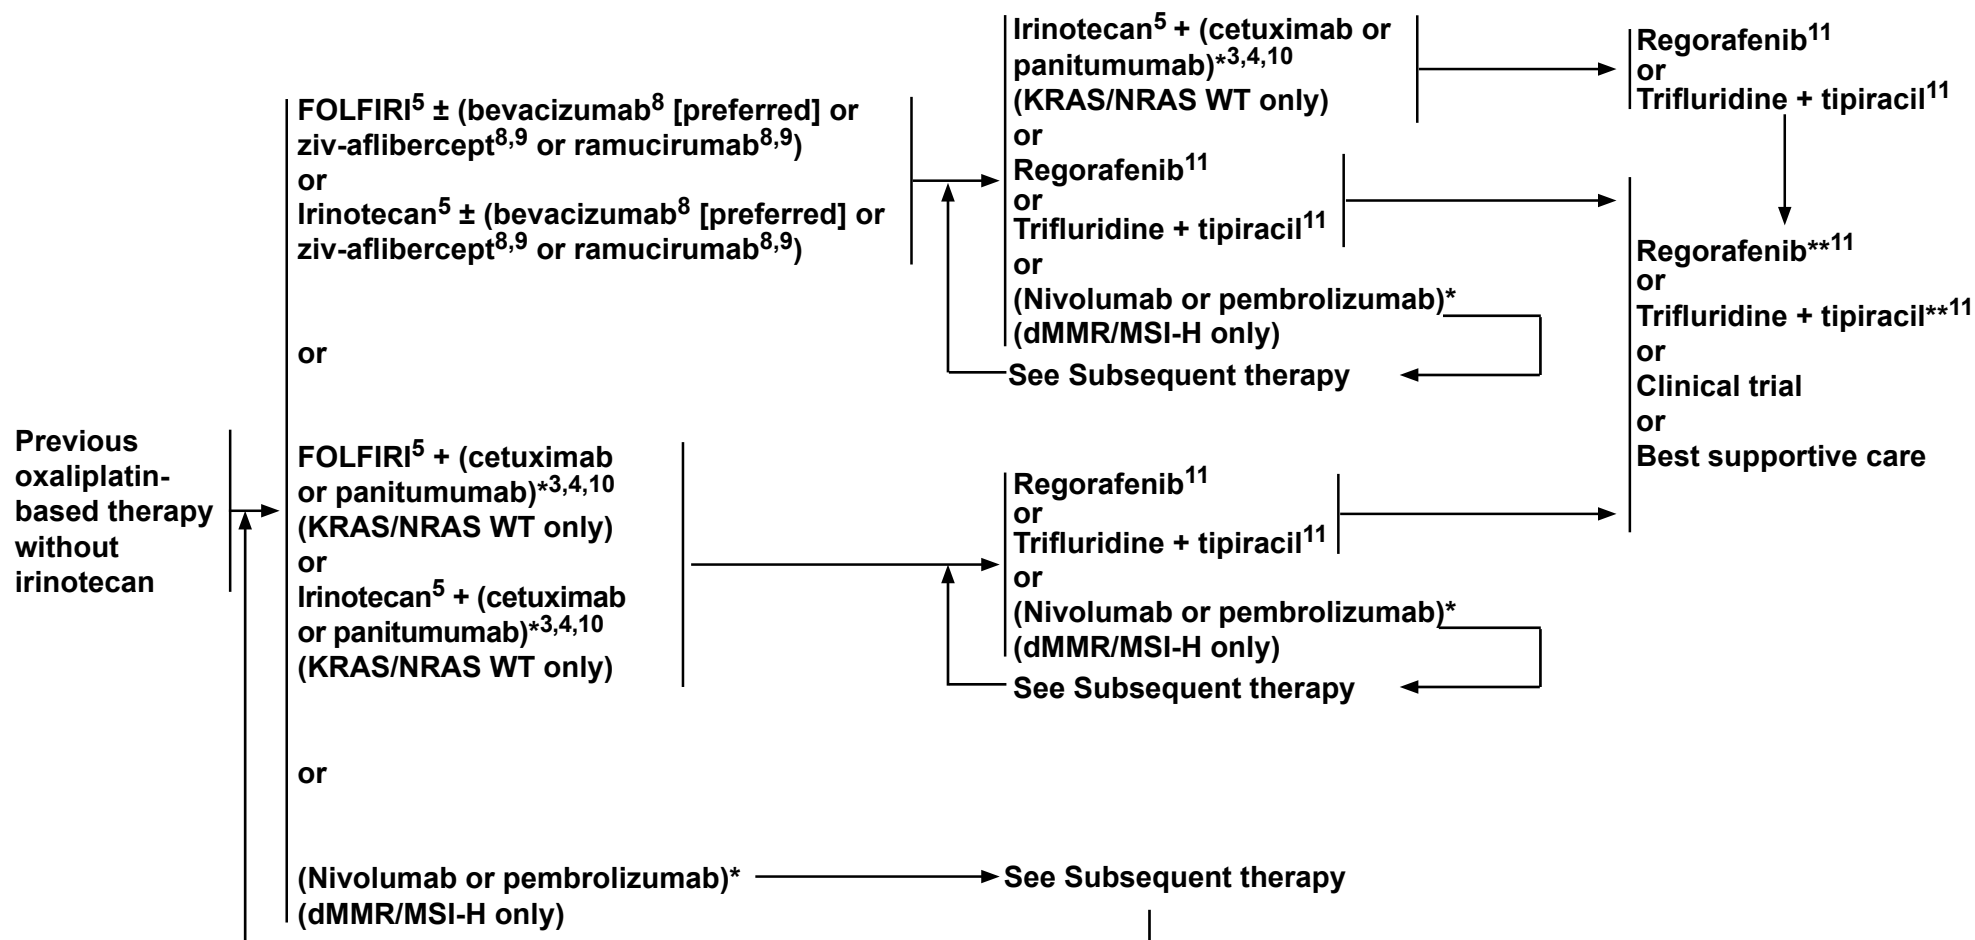 Previous
oxaliplatin-
based therapy
without
irinotecan
FOLFIRI5 ± (bevacizumab8 [preferred] or
ziv-aflibercept8,9 or ramucirumab8,9)
or
Irinotecan5 ± (bevacizumab8 [preferred] or
ziv-aflibercept8,9 or ramucirumab8,9)
or
FOLFIRI5 + (cetuximab
or panitumumab)*3,4,10
(KRAS/NRAS WT only)
or
Irinotecan5 + (cetuximab
or panitumumab)*3,4,10
(KRAS/NRAS WT only)
or
(Nivolumab or pembrolizumab)*
(dMMR/MSI-H only)
Irinotecan5 + (cetuximab or
panitumumab)*3,4,10
(KRAS/NRAS WT only)
or
Regorafenib11
or
Trifluridine + tipiracil11
or
(Nivolumab or pembrolizumab)*
(dMMR/MSI-H only)
See Subsequent therapy
Regorafenib11
or
Trifluridine + tipiracil11
or
(Nivolumab or pembrolizumab)*
(dMMR/MSI-H only)
See Subsequent therapy
See Subsequent therapy
Regorafenib11
or
Trifluridine + tipiracil11
Regorafenib**11
or
Trifluridine + tipiracil**11
or
Clinical trial
or
Best supportive care